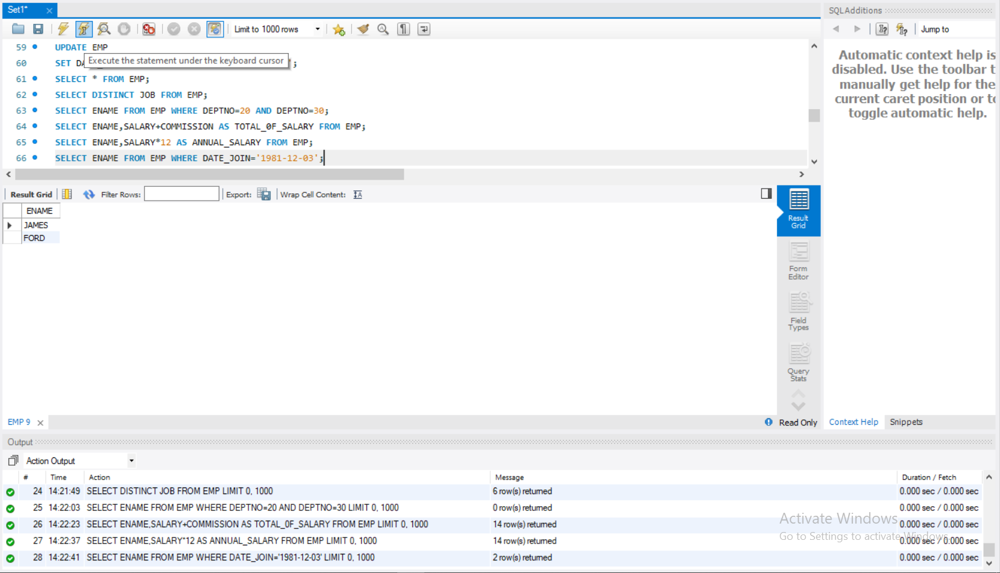 Set1*
SQLAdditions
Limit to 1000 rows
Jump to
59 UPDATE EMP
60 SET DA
Execute the statement under the keyboard cursor
;
61 SELECT * FROM EMP;
62 SELECT DISTINCT JOB FROM EMP;
63 SELECT ENAME FROM EMP WHERE DEPTNO=20 AND DEPTNO=30;
64 SELECT ENAME,SALARY+COMMISSION AS TOTAL_0F_SALARY FROM EMP;
65 SELECT ENAME,SALARY*12 AS ANNUAL_SALARY FROM EMP;
66 SELECT ENAME FROM EMP WHERE DATE_JOIN='1981-12-03';
Automatic context help is
disabled. Use the toolbar t
manually get help for the
current caret position or to
toggle automatic help.
Result Grid Filter Rows: Export: Wrap Cell Content:
ENAME
JAMES
FORD
Result
Grid
Form
Editor
Field
Types
Query
Stats
EMP 9
Read Only
Context Help Snippets
Output
Action Output
# Time Action Message Duration / Fetch
24 14:21:49 SELECT DISTINCT JOB FROM EMP LIMIT 0, 1000 6 row(s) returned 0.000 sec / 0.000 sec
25 14:22:03 SELECT ENAME FROM EMP WHERE DEPTNO=20 AND DEPTNO=30 LIMIT 0, 1000 0 row(s) returned 0.000 sec / 0.000 sec
26 14:22:23 SELECT ENAME,SALARY+COMMISSION AS TOTAL_0F_SALARY FROM EMP LIMIT 0, 1000 14 row(s) returned 0.000 sec / 0.000 sec
27 14:22:37 SELECT ENAME,SALARY*12 AS ANNUAL_SALARY FROM EMP LIMIT 0, 1000 14 row(s) returned 0.000 sec / 0.000 sec
28 14:22:41 SELECT ENAME FROM EMP WHERE DATE_JOIN='1981-12-03' LIMIT 0, 1000 2 row(s) returned 0.000 sec / 0.000 sec
Activate Windows
Go to Settings to activate Windows.